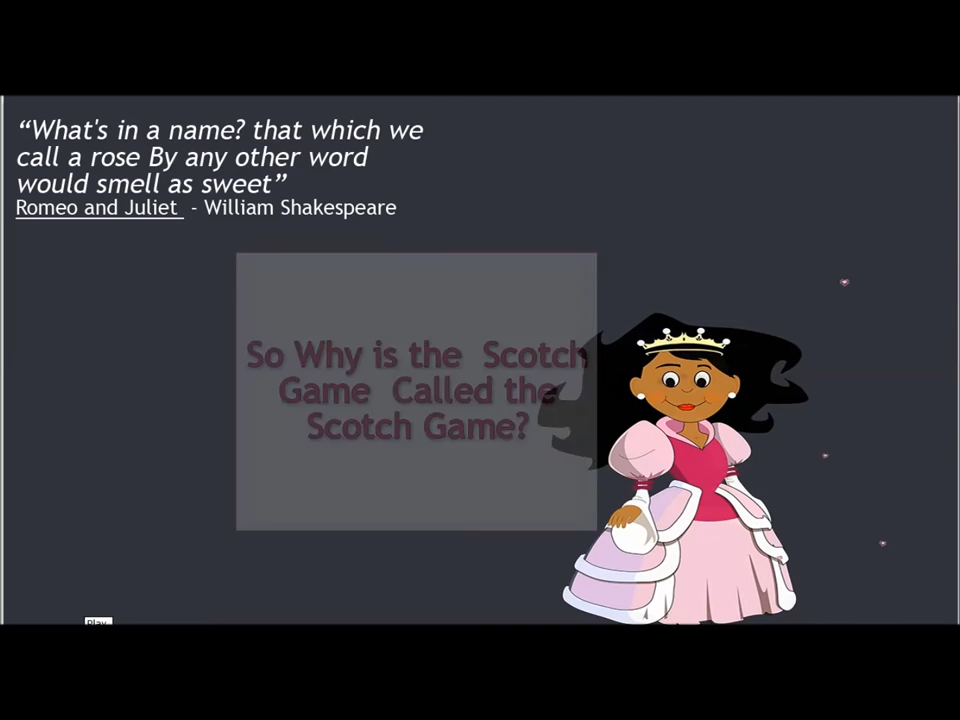 “What's in a name? that which we
call a rose By any other word
would smell as sweet”
Romeo and Juliet - William Shakespeare
So Why is the Scotch
Game Called the
Scotch Game?
Play